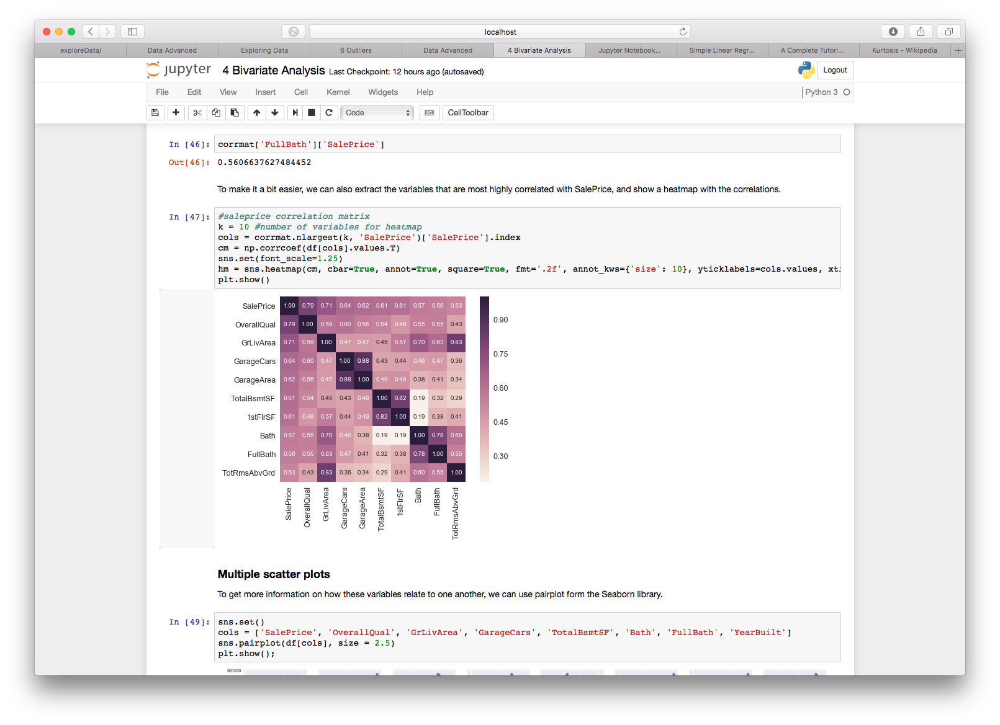 localhost
exploreData/ Data Advanced Exploring Data 6 Outliers Data Advanced 4 Bivariate Analysis Jupyter Notebook... Simple Linear Regr... A Complete Tutori... Kurtosis - Wikipedia
jupyter 4 Bivariate Analysis Last Checkpoint: 12 hours ago (autosaved) Logout
File Edit View Insert Cell Kernel Widgets Help Python 3
Code CellToolbar
In [46]: corrmat['FullBath']['SalePrice']
Out[46]: 0.5606637627484452
To make it a bit easier, we can also extract the variables that are most highly correlated with SalePrice, and show a heatmap with the correlations.
In [47]: #saleprice correlation matrix
k = 10 #number of variables for heatmap
cols = corrmat.nlargest(k, 'SalePrice')['SalePrice'].index
cm = np.corrcoef(df[cols].values.T)
sns.set(font_scale=1.25)
hm = sns.heatmap(cm, cbar=True, annot=True, square=True, fmt='.2f', annot_kws={'size': 10}, yticklabels=cols.values, xt
plt.show()
SalePrice 1.00 0.79 0.71 0.64 0.62 0.61 0.61 0.57 0.56 0.53
OverallQual 0.79 1.00 0.59 0.60 0.56 0.54 0.48 0.55 0.55 0.43
GrLivArea 0.71 0.59 1.00 0.47 0.47 0.45 0.57 0.70 0.63 0.83
GarageCars 0.64 0.60 0.47 1.00 0.88 0.43 0.44 0.46 0.47 0.36
GarageArea 0.62 0.56 0.47 0.88 1.00 0.49 0.49 0.38 0.41 0.34
TotalBsmtSF 0.61 0.54 0.45 0.43 0.49 1.00 0.82 0.19 0.32 0.29
1stFlrSF 0.61 0.48 0.57 0.44 0.49 0.82 1.00 0.19 0.38 0.41
Bath 0.57 0.55 0.70 0.46 0.38 0.19 0.19 1.00 0.78 0.60
FullBath 0.56 0.55 0.63 0.47 0.41 0.32 0.38 0.78 1.00 0.55
TotRmsAbvGrd 0.53 0.43 0.83 0.36 0.34 0.29 0.41 0.60 0.55 1.00
SalePrice OverallQual GrLivArea GarageCars GarageArea TotalBsmtSF 1stFlrSF Bath FullBath TotRmsAbvGrd
0.90
0.75
0.60
0.45
0.30
Multiple scatter plots
To get more information on how these variables relate to one another, we can use pairplot form the Seaborn library.
In [49]: sns.set()
cols = ['SalePrice', 'OverallQual', 'GrLivArea', 'GarageCars', 'TotalBsmtSF', 'Bath', 'FullBath', 'YearBuilt']
sns.pairplot(df[cols], size = 2.5)
plt.show();
800000